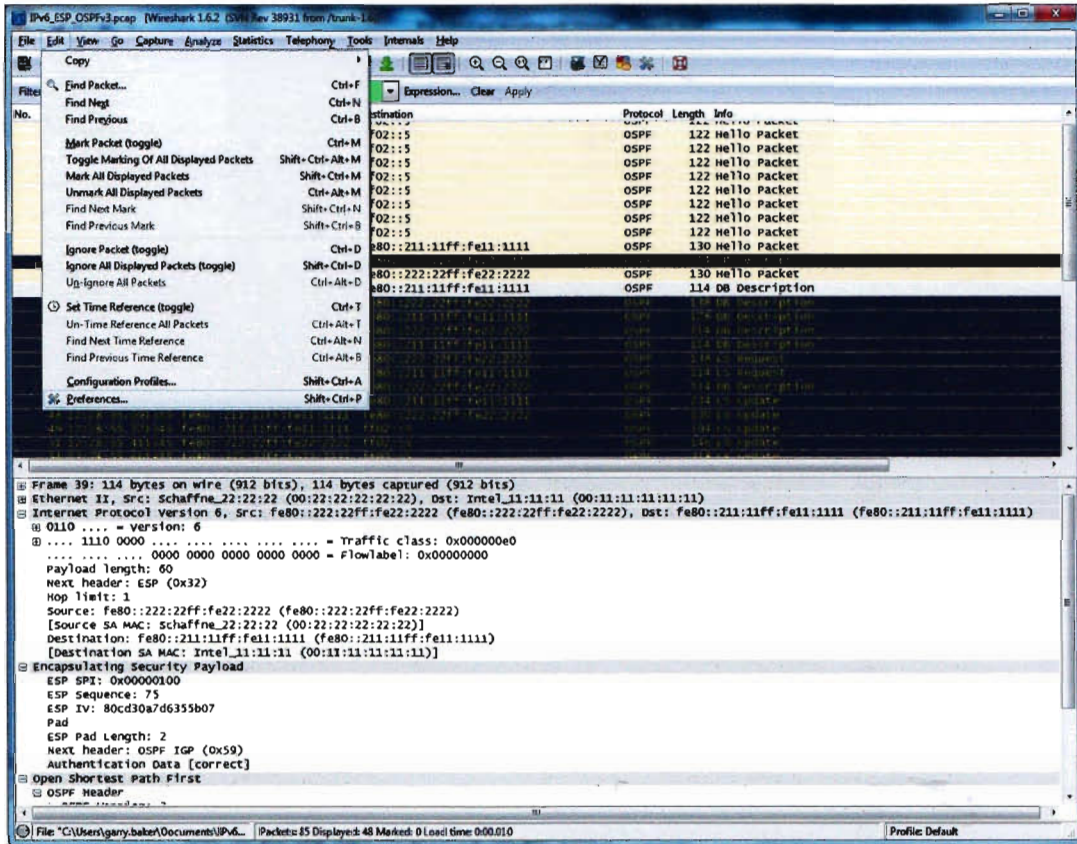 IPv6_ESP_OSPFv3.pcap [Wireshark 1.6.2 (SVN Rev 38931 from /trunk-1.6)]
File Edit View Go Capture Analyze Statistics Telephony Tools Internals Help
Copy
Find Packet... Ctrl+F
Find Next Ctrl+N
Find Previous Ctrl+B
Mark Packet (toggle) Ctrl+M
Toggle Marking Of All Displayed Packets Shift+Ctrl+Alt+M
Mark All Displayed Packets Shift+Ctrl+M
Unmark All Displayed Packets Ctrl+Alt+M
Find Next Mark Shift+Ctrl+N
Find Previous Mark Shift+Ctrl+B
Ignore Packet (toggle) Ctrl+D
Ignore All Displayed Packets (toggle) Shift+Ctrl+D
Un-Ignore All Packets Ctrl+Alt+D
Set Time Reference (toggle) Ctrl+T
Un-Time Reference All Packets Ctrl+Alt+T
Find Next Time Reference Ctrl+Alt+N
Find Previous Time Reference Ctrl+Alt+B
Configuration Profiles... Shift+Ctrl+A
Preferences... Shift+Ctrl+P
Filter Expression... Clear Apply
No. stination Protocol Length Info
f02::5 OSPF 122 Hello Packet
f02::5 OSPF 122 Hello Packet
f02::5 OSPF 122 Hello Packet
f02::5 OSPF 122 Hello Packet
f02::5 OSPF 122 Hello Packet
f02::5 OSPF 122 Hello Packet
f02::5 OSPF 122 Hello Packet
f02::5 OSPF 122 Hello Packet
e80::211:11ff:fe11:1111 OSPF 130 Hello Packet
e80::222:22ff:fe22:2222 OSPF 130 Hello Packet
e80::211:11ff:fe11:1111 OSPF 114 DB Description
Frame 39: 114 bytes on wire (912 bits), 114 bytes captured (912 bits)
Ethernet II, Src: Schaffne_22:22:22 (00:22:22:22:22:22), Dst: Intel_11:11:11 (00:11:11:11:11:11)
Internet Protocol Version 6, Src: fe80::222:22ff:fe22:2222 (fe80::222:22ff:fe22:2222), Dst: fe80::211:11ff:fe11:1111 (fe80::211:11ff:fe11:1111)
0110 .... = Version: 6
.... 1110 0000 .... .... .... .... .... = Traffic class: 0x000000e0
.... .... .... 0000 0000 0000 0000 0000 = Flowlabel: 0x00000000
Payload length: 60
Next header: ESP (0x32)
Hop limit: 1
Source: fe80::222:22ff:fe22:2222 (fe80::222:22ff:fe22:2222)
[Source SA MAC: Schaffne_22:22:22 (00:22:22:22:22:22)]
Destination: fe80::211:11ff:fe11:1111 (fe80::211:11ff:fe11:1111)
[Destination SA MAC: Intel_11:11:11 (00:11:11:11:11:11)]
Encapsulating Security Payload
ESP SPI: 0x00000100
ESP Sequence: 75
ESP IV: 80cd30a7d6355b07
Pad
ESP Pad Length: 2
Next header: OSPF IGP (0x59)
Authentication Data [correct]
Open Shortest Path First
OSPF Header
File: "C:\Users\garry.baker\Documents\IPv6... Packets: 85 Displayed: 48 Marked: 0 Load time: 0:00.010 Profile: Default